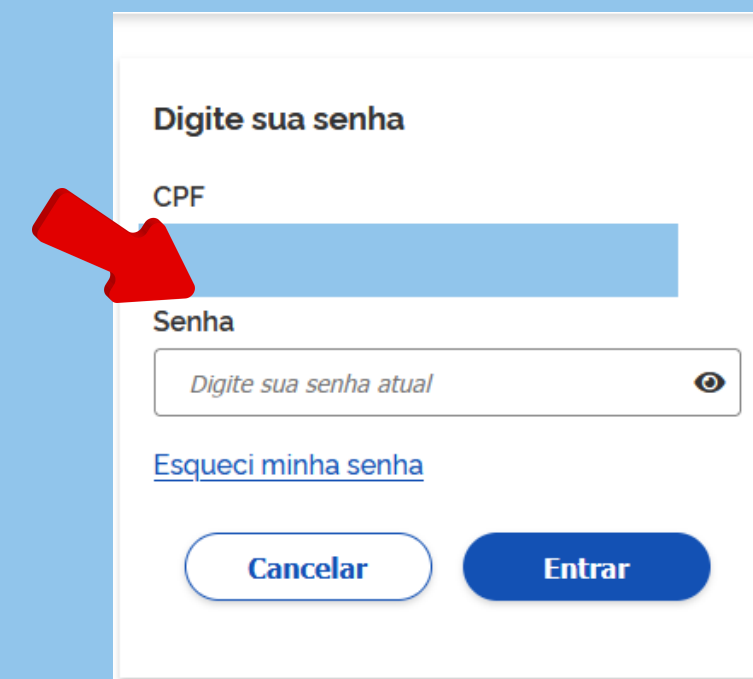 Digite sua senha
CPF
Senha
Digite sua senha atual
Esqueci minha senha
Cancelar Entrar